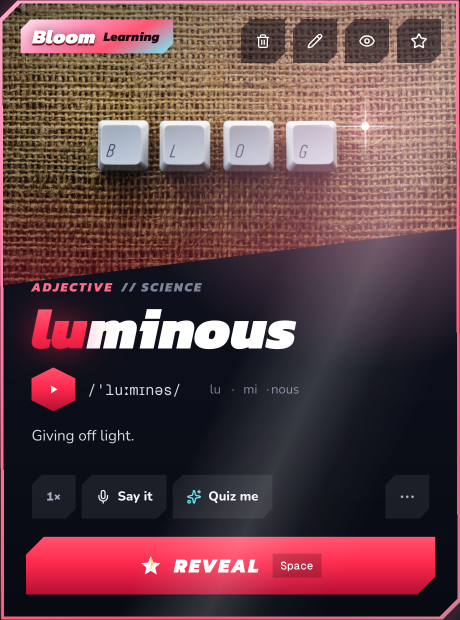 Bloom Learning
B L O G
ADJECTIVE // SCIENCE
luminous
/ˈluːmɪnəs/ lu · mi · nous
Giving off light.
1× Say it Quiz me ...
REVEAL Space